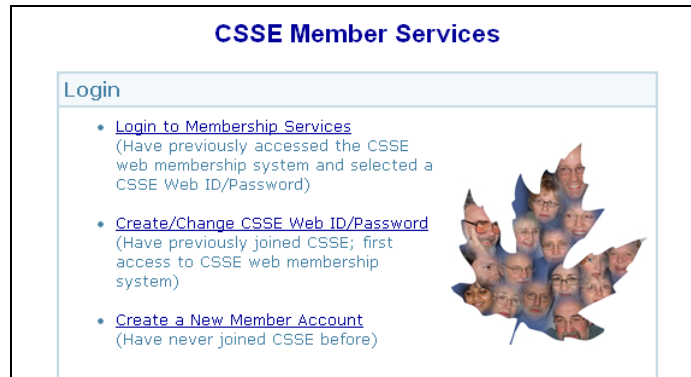 CSSE Member Services
Login
• Login to Membership Services
(Have previously accessed the CSSE
web membership system and selected a
CSSE Web ID/Password)
• Create/Change CSSE Web ID/Password
(Have previously joined CSSE; first
access to CSSE web membership
system)
• Create a New Member Account
(Have never joined CSSE before)